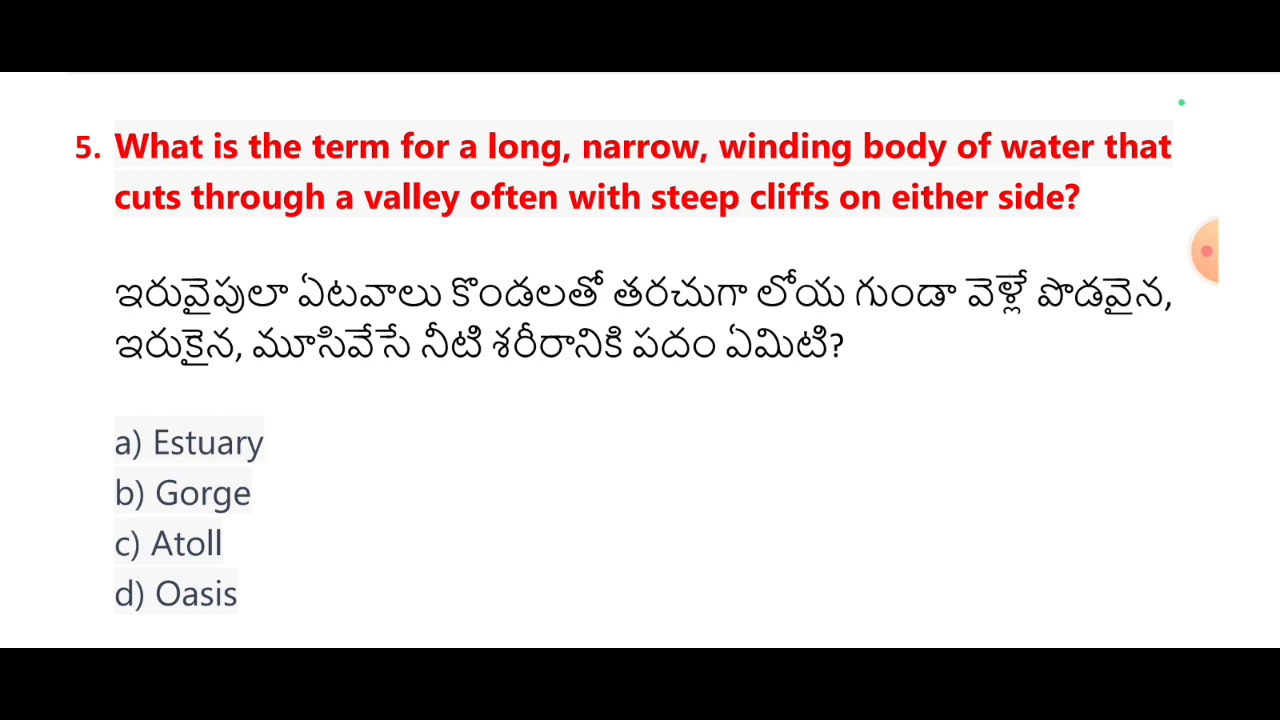 5. What is the term for a long, narrow, winding body of water that
cuts through a valley often with steep cliffs on either side?
ఇరువైపులా ఏటవాలు కొండలతో తరచుగా లోయ గుండా వెళ్లే పొడవైన,
ఇరుకైన, మూసివేసే నీటి శరీరానికి పదం ఏమిటి?
a) Estuary
b) Gorge
c) Atoll
d) Oasis